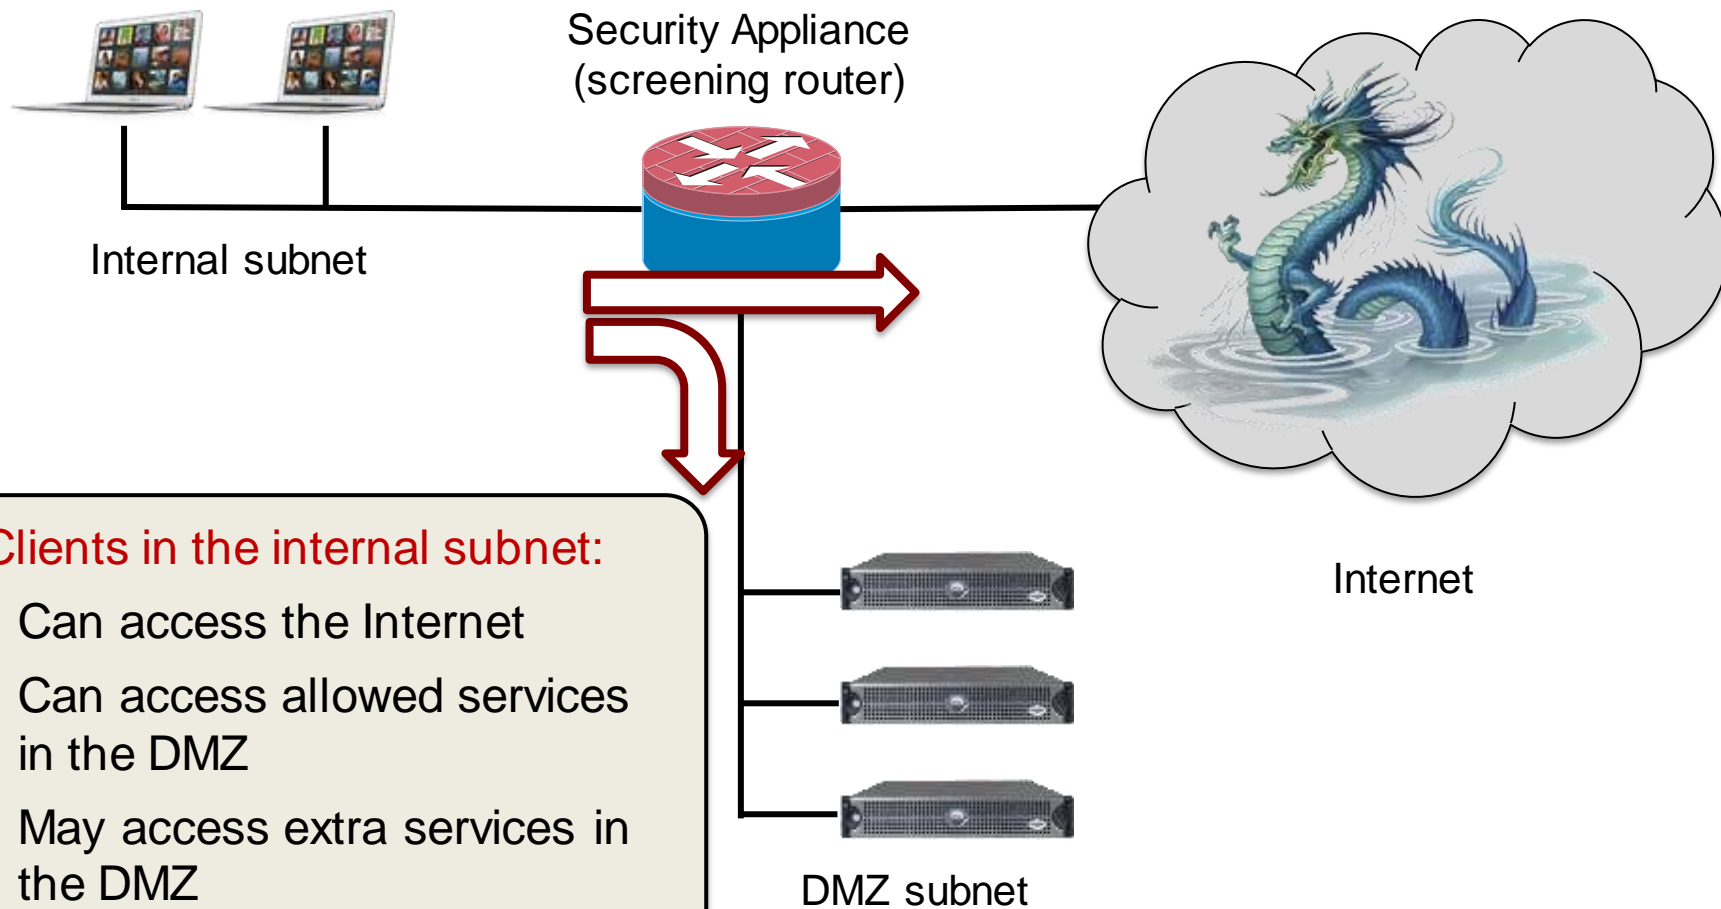 Security Appliance
(screening router)
Internal subnet
Clients in the internal subnet:
Can access the Internet
Can access allowed services
in the DMZ
May access extra services in
the DMZ
Internet
DMZ subnet